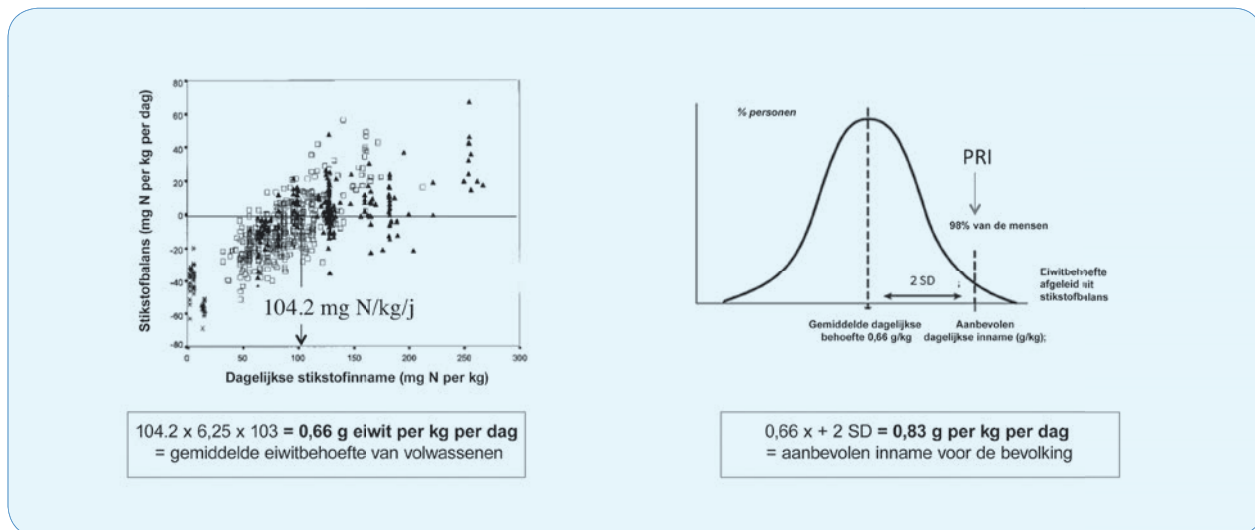 Stikstofbalans (mg N per kg per dag)
80
60
40
20
0
-20
-40
-60
-80
104.2 mg N/kg/j
0 50 100 150 200 250 300
Dagelijkse stikstofinname (mg N per kg)
104.2 x 6,25 x 103 = 0,66 g eiwit per kg per dag
= gemiddelde eiwitbehoefte van volwassenen
% personen
PRI
98% van de mensen
2 SD
Eiwitbehoefte
afgeleid uit
stikstofbalans
Gemiddelde dagelijkse
behoefte 0,66 g/kg
Aanbevolen
dagelijkse inname (g/kg);
0,66 x + 2 SD = 0,83 g per kg per dag
= aanbevolen inname voor de bevolking